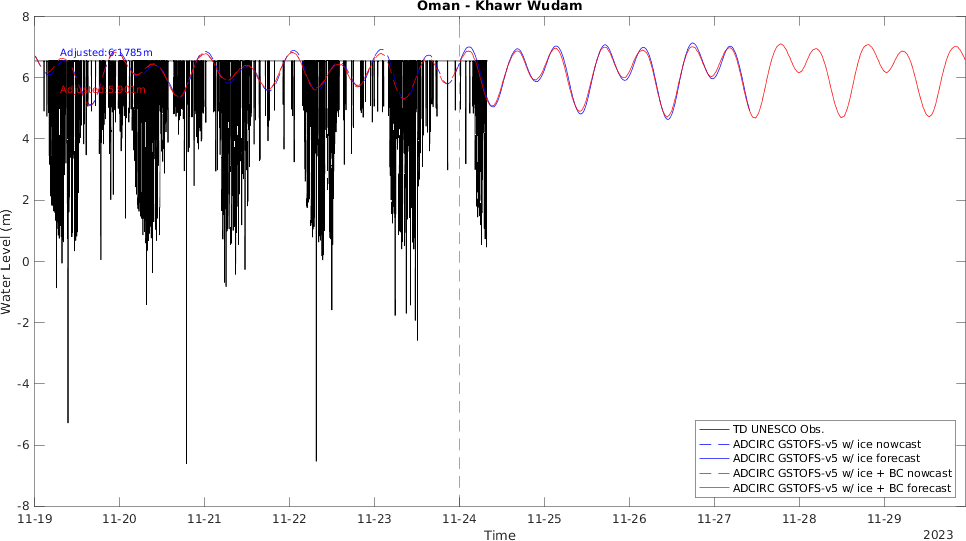 Oman - Khawr Wudam
Water Level (m)
8
6
4
2
0
-2
-4
-6
-8
Adjusted:6.1785m
TD UNESCO Obs.
ADCIRC GSTOFS-v5 w/ ice nowcast
ADCIRC GSTOFS-v5 w/ ice forecast
ADCIRC GSTOFS-v5 w/ ice + BC nowcast
ADCIRC GSTOFS-v5 w/ ice + BC forecast
11-19 11-20 11-21 11-22 11-23 11-24 11-25 11-26 11-27 11-28 11-29
Time
2023